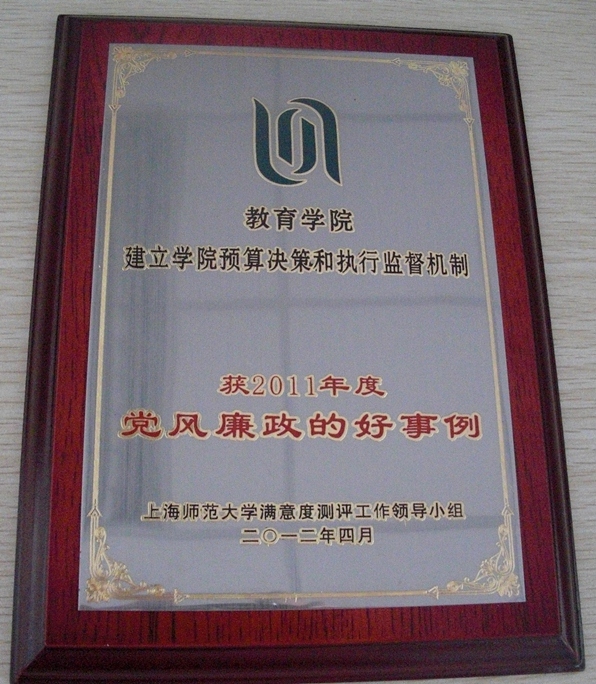 教育学院
建立学院预算决策和执行监督机制
获2011年度
党风廉政的好事例
上海师范大学满意度测评工作领导小组
二〇一二年四月